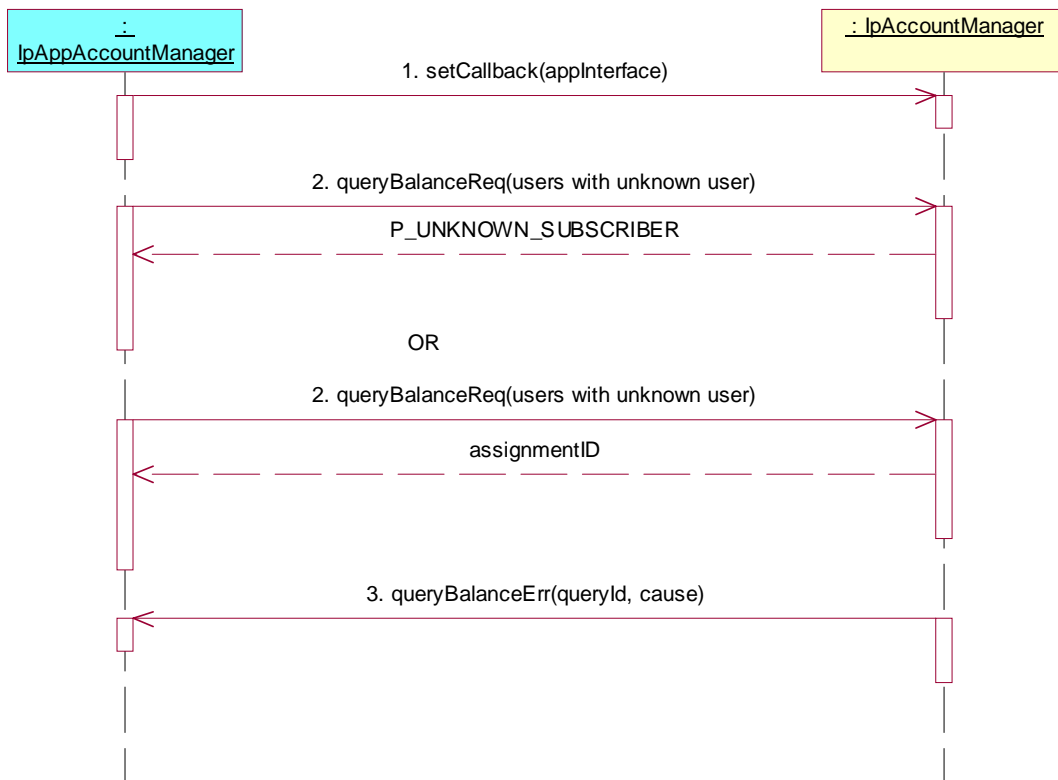 :
IpAppAccountManager
: IpAccountManager
1. setCallback(appInterface)
2. queryBalanceReq(users with unknown user)
P_UNKNOWN_SUBSCRIBER
OR
2. queryBalanceReq(users with unknown user)
assignmentID
3. queryBalanceErr(queryId, cause)